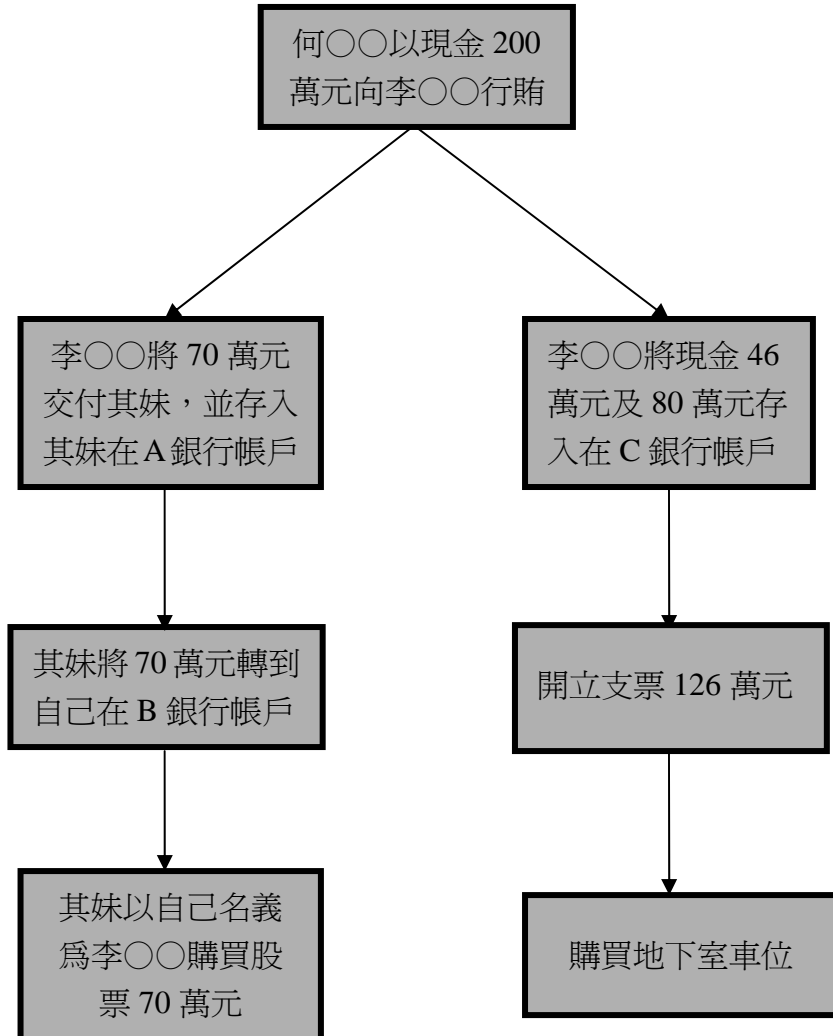 何○○以現金 200
萬元向李○○行賄
李○○將 70 萬元
交付其妹，並存入
其妹在 A 銀行帳戶
李○○將現金 46
萬元及 80 萬元存
入在 C 銀行帳戶
其妹將 70 萬元轉到
自己在 B 銀行帳戶
開立支票 126 萬元
其妹以自己名義
爲李○○購買股
票 70 萬元
購買地下室車位